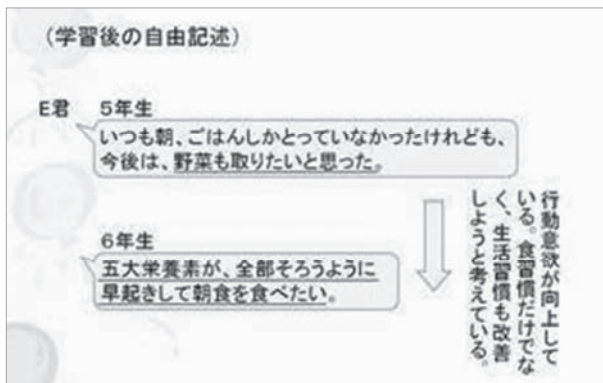 （学習後の自由記述）
E君　5年生
いつも朝、ごはんしかとっていなかったけれども、
今後は、野菜も取りたいと思った。
6年生
五大栄養素が、全部そろうように
早起きして朝食を食べたい。
行動意欲が向上して
いる。食習慣だけでな
く、生活習慣も改善
しようと考えている。